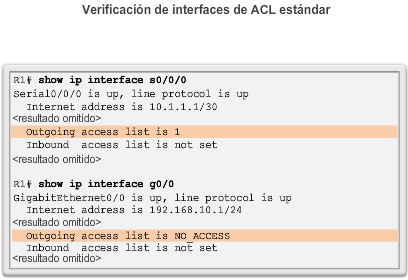 Verificación de interfaces de ACL estándar
R1# show ip interface s0/0/0
Serial0/0/0 is up, line protocol is up
Internet address is 10.1.1.1/30
<resultado omitido>
Outgoing access list is 1
Inbound access list is not set
<resultado omitido>
R1# show ip interface g0/0
GigabitEthernet0/0 is up, line protocol is up
Internet address is 192.168.10.1/24
<resultado omitido>
Outgoing access list is NO_ACCESS
Inbound access list is not set
<resultado omitido>